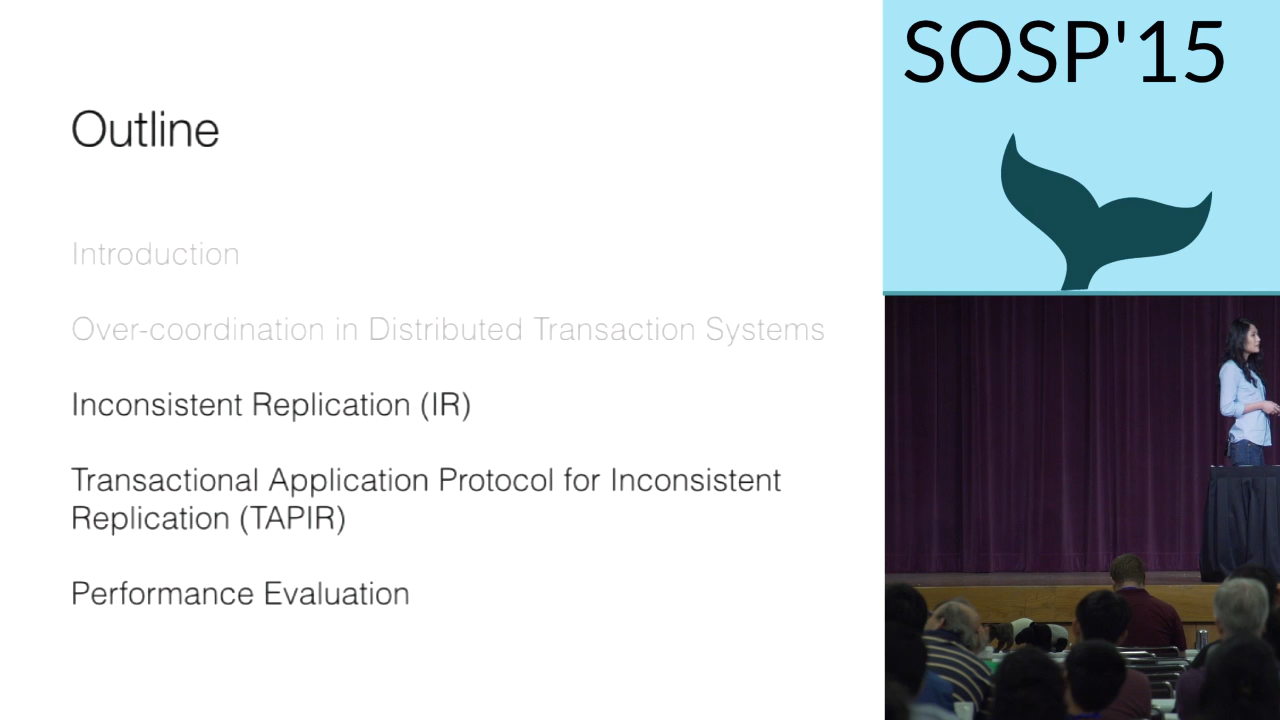 Outline
Introduction
Over-coordination in Distributed Transaction Systems
Inconsistent Replication (IR)
Transactional Application Protocol for Inconsistent
Replication (TAPIR)
Performance Evaluation
SOSP'15